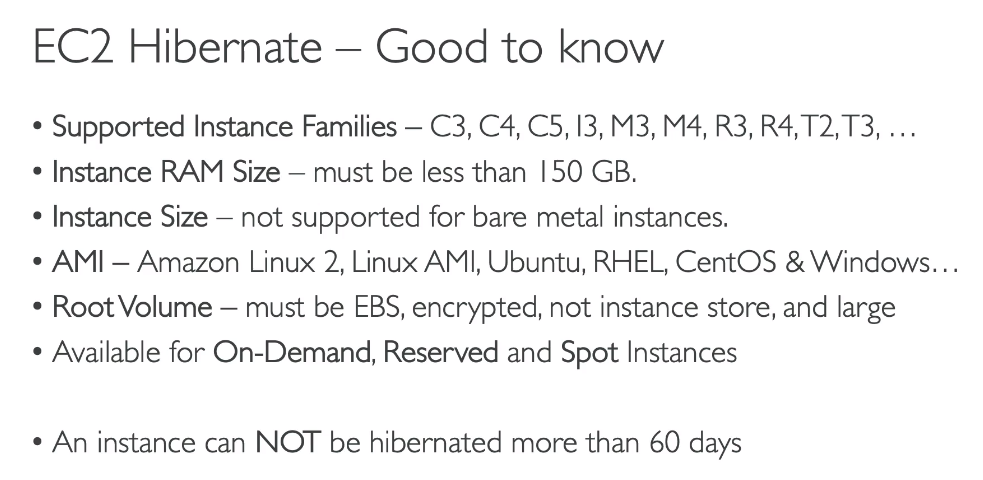 EC2 Hibernate – Good to know
• Supported Instance Families – C3, C4, C5, I3, M3, M4, R3, R4, T2, T3, …
• Instance RAM Size – must be less than 150 GB.
• Instance Size – not supported for bare metal instances.
• AMI – Amazon Linux 2, Linux AMI, Ubuntu, RHEL, CentOS & Windows…
• Root Volume – must be EBS, encrypted, not instance store, and large
• Available for On-Demand, Reserved and Spot Instances
• An instance can NOT be hibernated more than 60 days